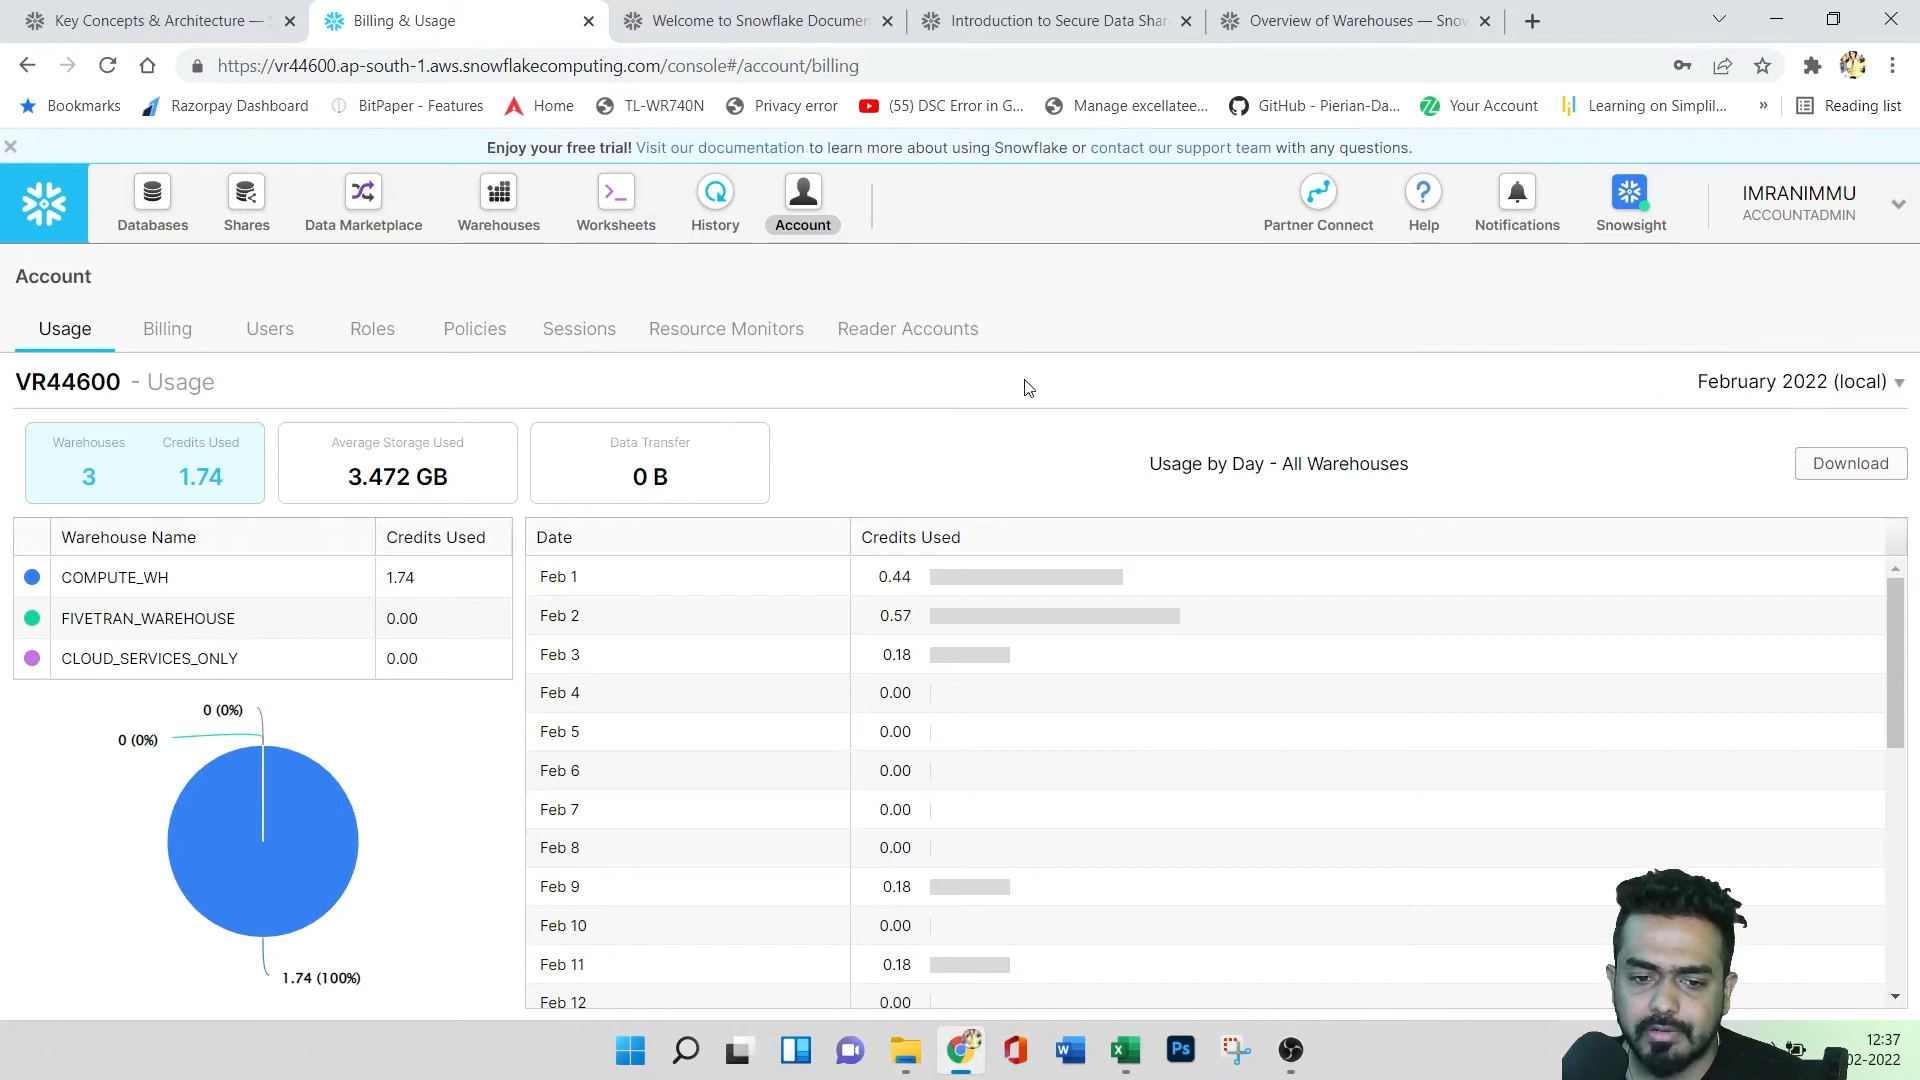 Key Concepts & Architecture —
Billing & Usage
Welcome to Snowflake Documen
Introduction to Secure Data Shar
Overview of Warehouses — Snow
https://vr44600.ap-south-1.aws.snowflakecomputing.com/console#/account/billing
Bookmarks
Razorpay Dashboard
BitPaper - Features
Home
TL-WR740N
Privacy error
(55) DSC Error in G...
Manage excellatee...
GitHub - Pierian-Da...
Your Account
Learning on Simplil...
»
Reading list
Enjoy your free trial! Visit our documentation to learn more about using Snowflake or contact our support team with any questions.
Databases
Shares
Data Marketplace
Warehouses
Worksheets
History
Account
Partner Connect
Help
Notifications
Snowsight
IMRANIMMU
ACCOUNTADMIN
Account
Usage
Billing
Users
Roles
Policies
Sessions
Resource Monitors
Reader Accounts
VR44600 - Usage
February 2022 (local)
Warehouses
3
Credits Used
1.74
Average Storage Used
3.472 GB
Data Transfer
0 B
Usage by Day - All Warehouses
Download
Warehouse Name Credits Used
COMPUTE_WH 1.74
FIVETRAN_WAREHOUSE 0.00
CLOUD_SERVICES_ONLY 0.00
0 (0%)
0 (0%)
1.74 (100%)
Date Credits Used
Feb 1 0.44
Feb 2 0.57
Feb 3 0.18
Feb 4 0.00
Feb 5 0.00
Feb 6 0.00
Feb 7 0.00
Feb 8 0.00
Feb 9 0.18
Feb 10 0.00
Feb 11 0.18
Feb 12 0.00
12:37
02-2022